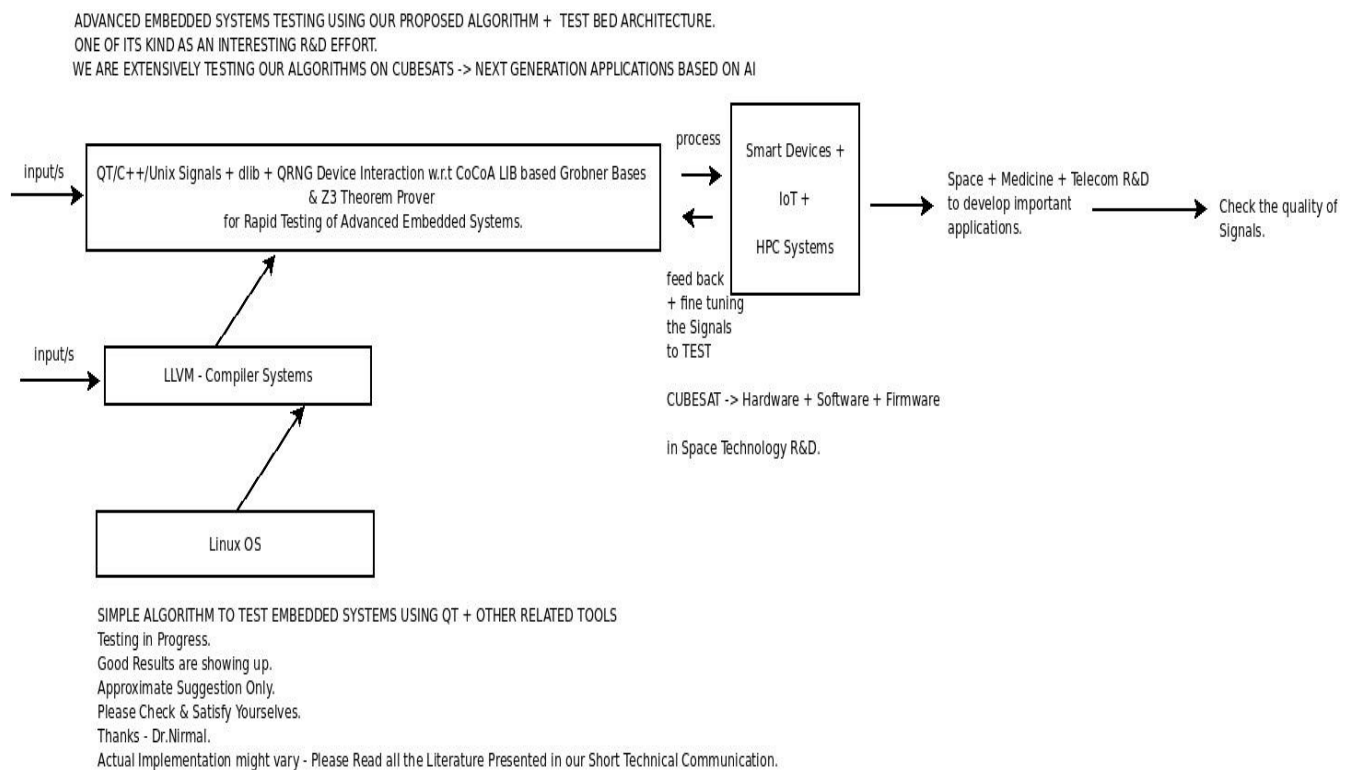 ADVANCED EMBEDDED SYSTEMS TESTING USING OUR PROPOSED ALGORITHM + TEST BED ARCHITECTURE.
ONE OF ITS KIND AS AN INTERESTING R&D EFFORT.
WE ARE EXTENSIVELY TESTING OUR ALGORITHMS ON CUBESATS -> NEXT GENERATION APPLICATIONS BASED ON AI
input/s
QT/C++/Unix Signals + dlib + QRNG Device Interaction w.r.t CoCoA LIB based Grobner Bases
& Z3 Theorem Prover
for Rapid Testing of Advanced Embedded Systems.
process
Smart Devices +
IoT +
HPC Systems
Space + Medicine + Telecom R&D
to develop important
applications.
Check the quality of
Signals.
feed back
+ fine tuning
the Signals
to TEST
CUBESAT -> Hardware + Software + Firmware
in Space Technology R&D.
input/s
LLVM - Compiler Systems
Linux OS
SIMPLE ALGORITHM TO TEST EMBEDDED SYSTEMS USING QT + OTHER RELATED TOOLS
Testing in Progress.
Good Results are showing up.
Approximate Suggestion Only.
Please Check & Satisfy Yourselves.
Thanks - Dr.Nirmal.
Actual Implementation might vary - Please Read all the Literature Presented in our Short Technical Communication.